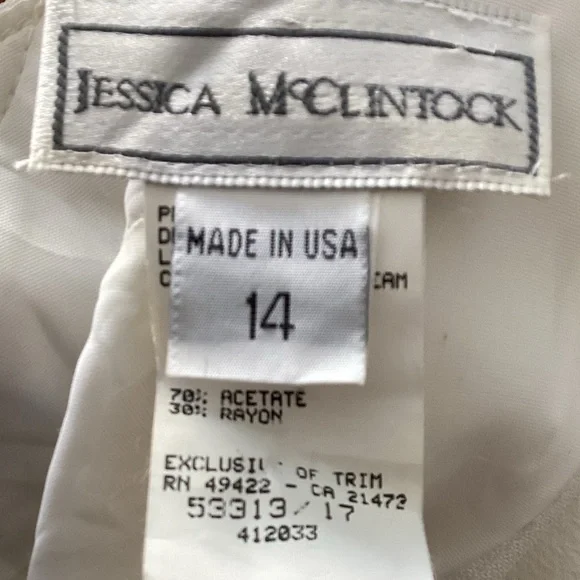 JESSICA McCLINTOCK
MADE IN USA
14
70% ACETATE
30% RAYON
OF TRIM
RN 49422 - CA 21472
53313/17
412033